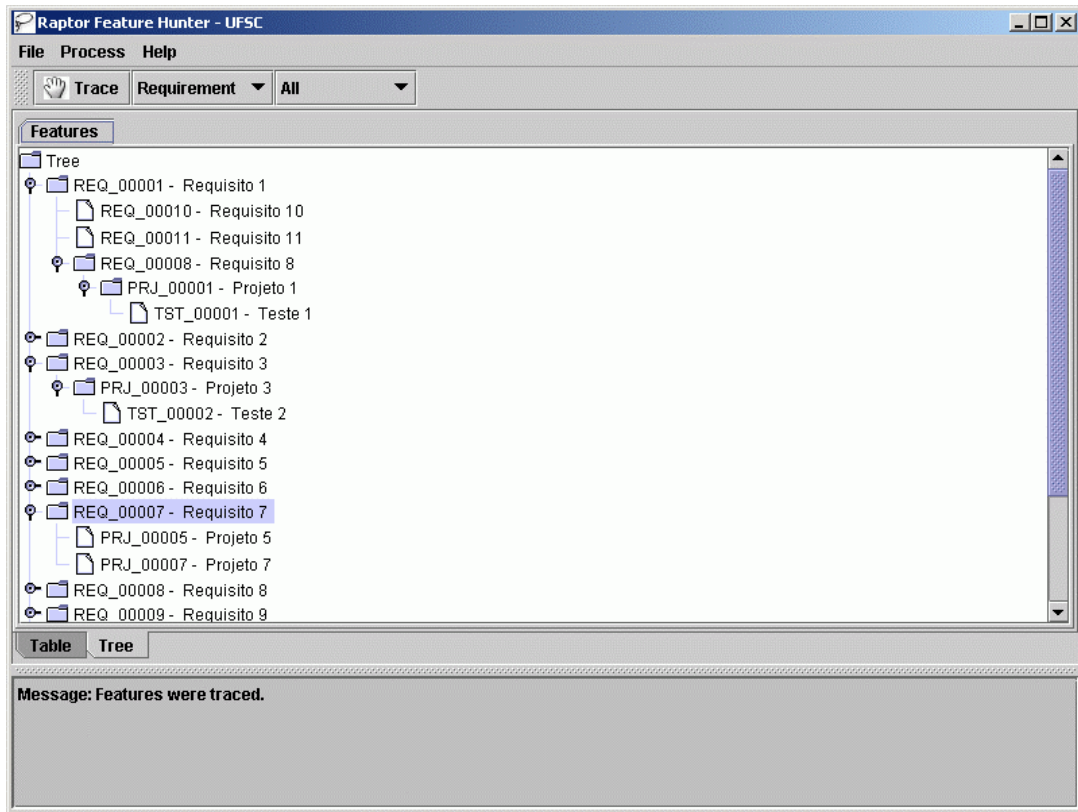 Raptor Feature Hunter - UFSC
File Process Help
Trace Requirement All
Features
Tree
REQ_00001 - Requisito 1
REQ_00010 - Requisito 10
REQ_00011 - Requisito 11
REQ_00008 - Requisito 8
PRJ_00001 - Projeto 1
TST_00001 - Teste 1
REQ_00002 - Requisito 2
REQ_00003 - Requisito 3
PRJ_00003 - Projeto 3
TST_00002 - Teste 2
REQ_00004 - Requisito 4
REQ_00005 - Requisito 5
REQ_00006 - Requisito 6
REQ_00007 - Requisito 7
PRJ_00005 - Projeto 5
PRJ_00007 - Projeto 7
REQ_00008 - Requisito 8
REQ_00009 - Requisito 9
Table Tree
Message: Features were traced.